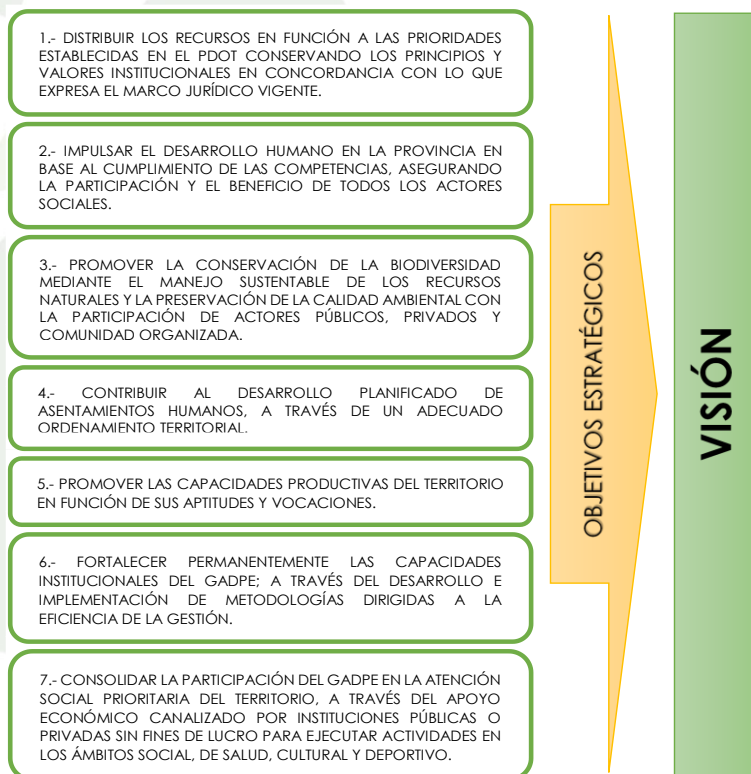 1.- DISTRIBUIR LOS RECURSOS EN FUNCIÓN A LAS PRIORIDADES
ESTABLECIDAS EN EL PDOT CONSERVANDO LOS PRINCIPIOS Y
VALORES INSTITUCIONALES EN CONCORDANCIA CON LO QUE
EXPRESA EL MARCO JURÍDICO VIGENTE.
2.- IMPULSAR EL DESARROLLO HUMANO EN LA PROVINCIA EN
BASE AL CUMPLIMIENTO DE LAS COMPETENCIAS, ASEGURANDO
LA PARTICIPACIÓN Y EL BENEFICIO DE TODOS LOS ACTORES
SOCIALES.
3.- PROMOVER LA CONSERVACIÓN DE LA BIODIVERSIDAD
MEDIANTE EL MANEJO SUSTENTABLE DE LOS RECURSOS
NATURALES Y LA PRESERVACIÓN DE LA CALIDAD AMBIENTAL CON
LA PARTICIPACIÓN DE ACTORES PÚBLICOS, PRIVADOS Y
COMUNIDAD ORGANIZADA.
4.- CONTRIBUIR AL DESARROLLO PLANIFICADO DE
ASENTAMIENTOS HUMANOS, A TRAVÉS DE UN ADECUADO
ORDENAMIENTO TERRITORIAL.
5.- PROMOVER LAS CAPACIDADES PRODUCTIVAS DEL TERRITORIO
EN FUNCIÓN DE SUS APTITUDES Y VOCACIONES.
6.- FORTALECER PERMANENTEMENTE LAS CAPACIDADES
INSTITUCIONALES DEL GADPE; A TRAVÉS DEL DESARROLLO E
IMPLEMENTACIÓN DE METODOLOGÍAS DIRIGIDAS A LA
EFICIENCIA DE LA GESTIÓN.
7.- CONSOLIDAR LA PARTICIPACIÓN DEL GADPE EN LA ATENCIÓN
SOCIAL PRIORITARIA DEL TERRITORIO, A TRAVÉS DEL APOYO
ECONÓMICO CANALIZADO POR INSTITUCIONES PÚBLICAS O
PRIVADAS SIN FINES DE LUCRO PARA EJECUTAR ACTIVIDADES EN
LOS ÁMBITOS SOCIAL, DE SALUD, CULTURAL Y DEPORTIVO.
OBJETIVOS ESTRATÉGICOS
VISIÓN